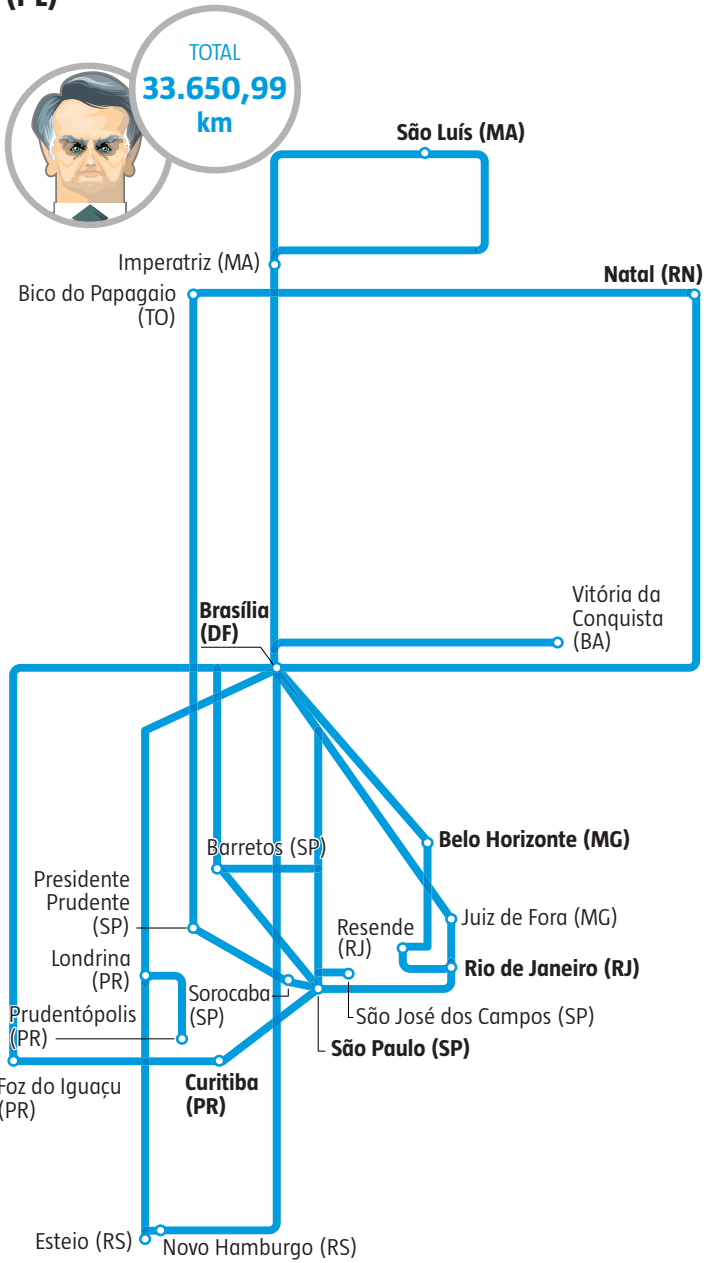 (PL)
TOTAL
33.650,99
km
São Luís (MA)
Imperatriz (MA)
Natal (RN)
Bico do Papagaio
(TO)
Vitória da
Conquista
(BA)
Brasília
(DF)
Belo Horizonte (MG)
Barretos (SP)
Presidente
Prudente
(SP)
Juiz de Fora (MG)
Resende
(RJ)
Londrina
(PR)
Rio de Janeiro (RJ)
Sorocaba
(SP)
Prudentópolis
(PR)
São José dos Campos (SP)
São Paulo (SP)
Foz do Iguaçu
(PR)
Curitiba
(PR)
Esteio (RS)
Novo Hamburgo (RS)